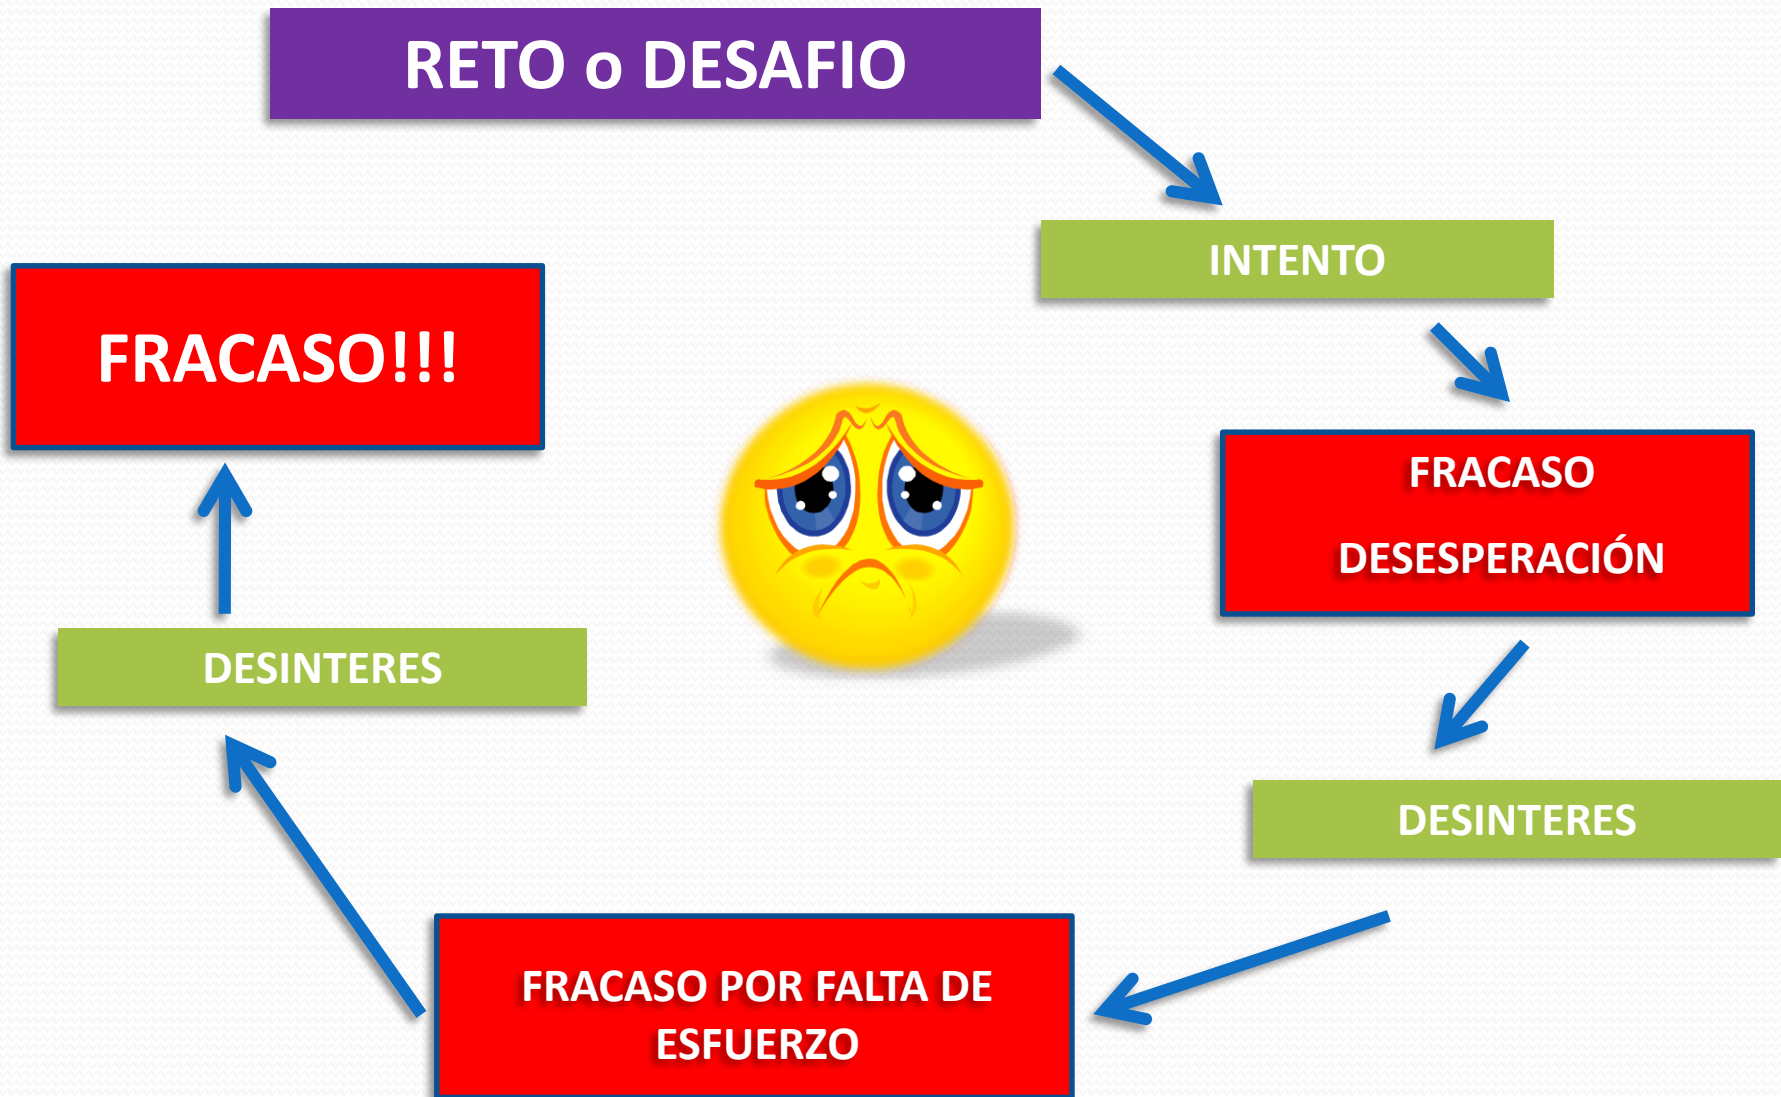 RETO o DESAFIO
INTENTO
FRACASO
DESESPERACIÓN
DESINTERES
FRACASO POR FALTA DE
ESFUERZO
DESINTERES
FRACASO!!!